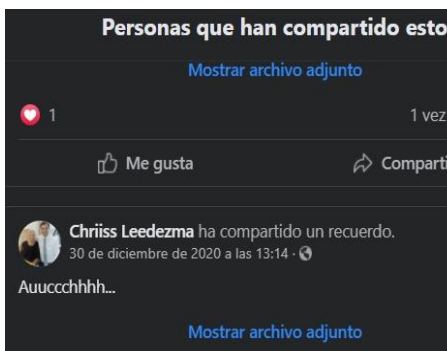 Personas que han compartido esto
Mostrar archivo adjunto
1 1 vez
Me gusta Comparti
Chriiss Leedezma ha compartido un recuerdo.
30 de diciembre de 2020 a las 13:14 ·
Auuccchhhh...
Mostrar archivo adjunto